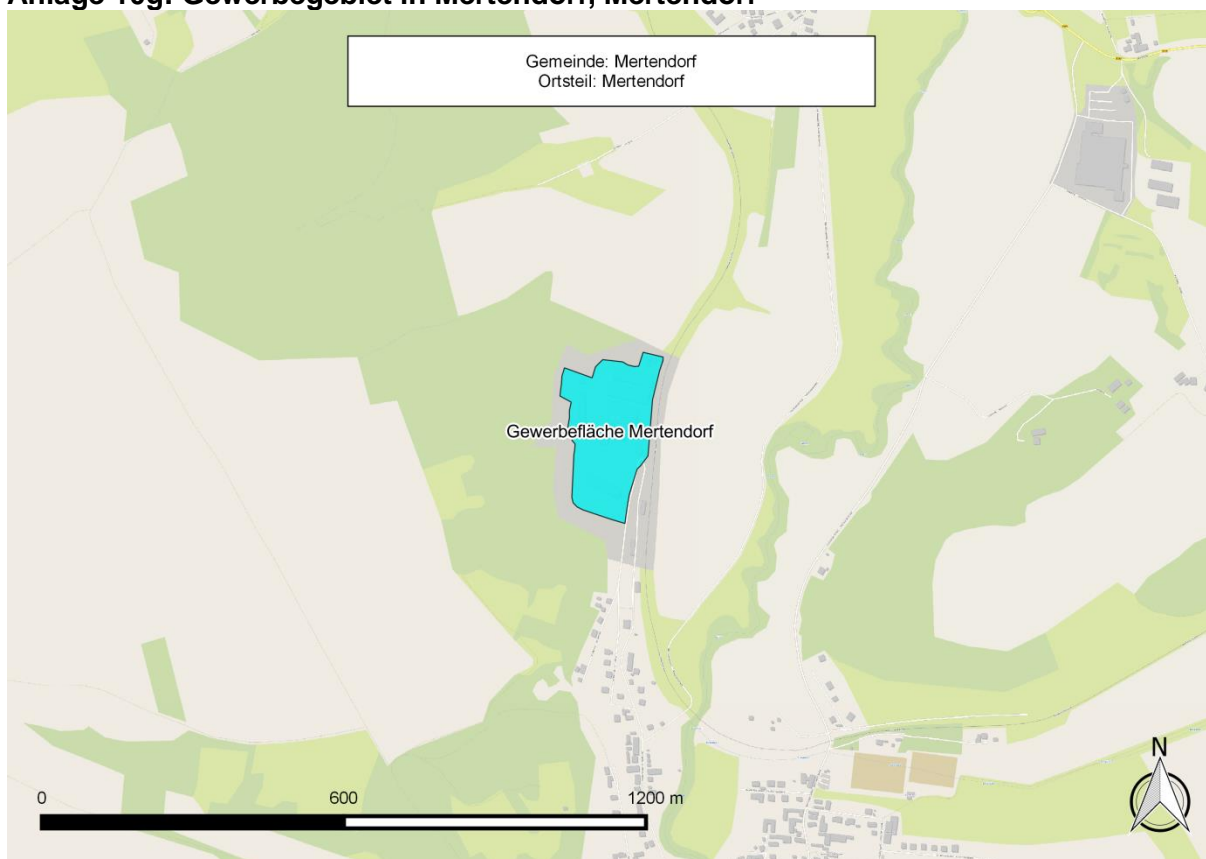 Anlage 10g: Gewerbegebiet in Mertendorf, Mertendorf
Gemeinde: Mertendorf
Ortsteil: Mertendorf
Gewerbefläche Mertendorf
N
0
600
1200 m